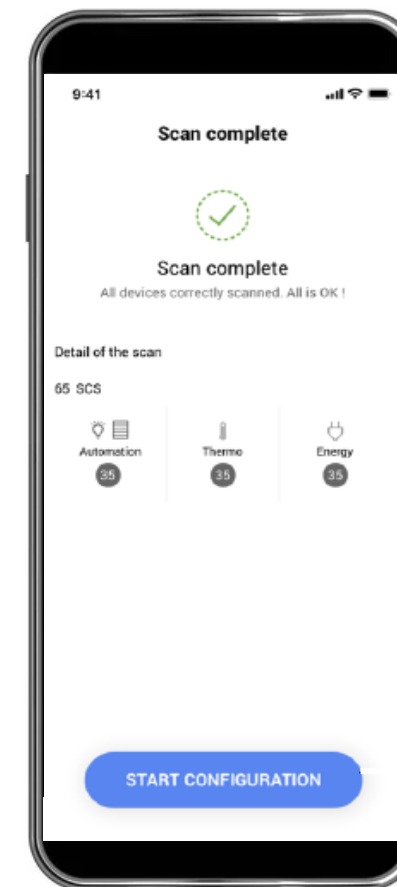 9:41
Scan complete
Scan complete
All devices correctly scanned. All is OK !
Detail of the scan
65 SCS
Automation Thermo Energy
35 35 35
START CONFIGURATION